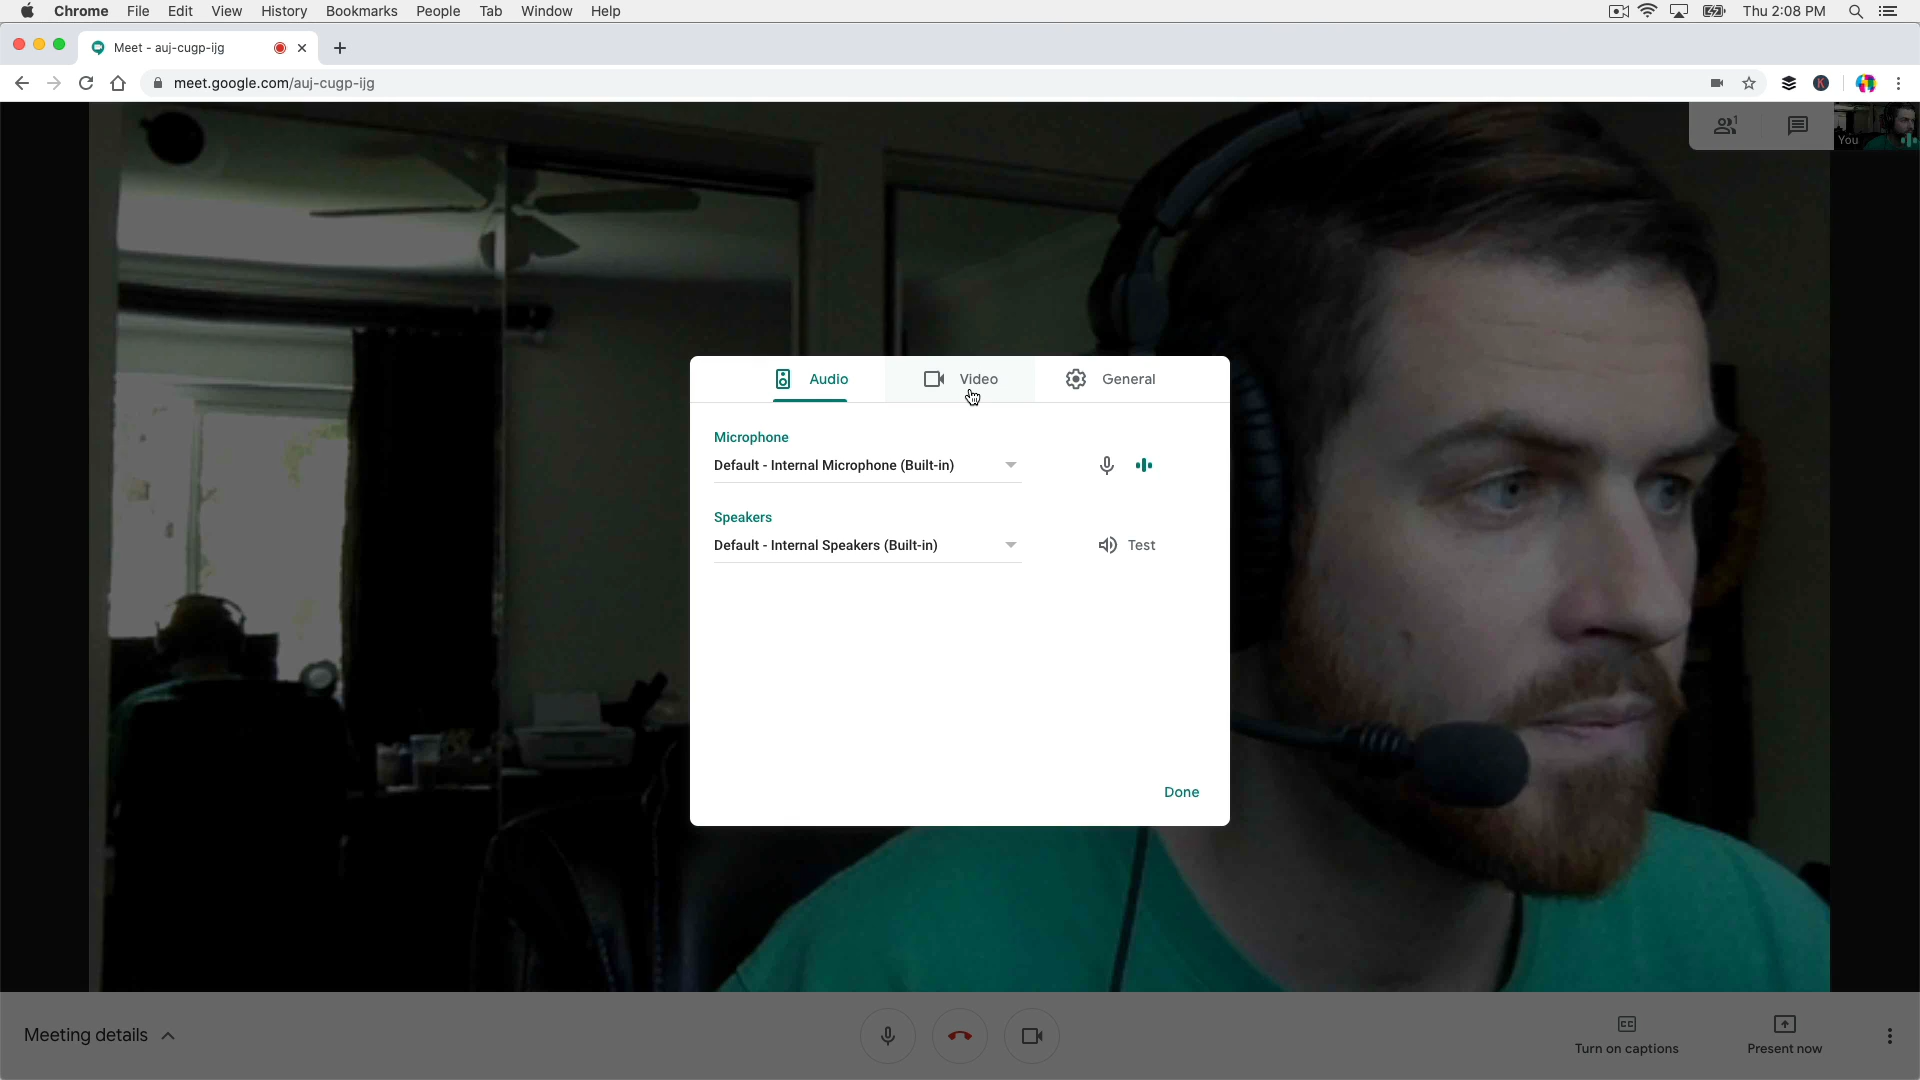 Chrome File Edit View History Bookmarks People Tab Window Help Thu 2:08 PM
Meet - auj-cugp-ijg
meet.google.com/auj-cugp-ijg
K
1
You
Audio Video General
Microphone
Default - Internal Microphone (Built-in)
Speakers
Default - Internal Speakers (Built-in) Test
Done
Meeting details
CC
Turn on captions Present now